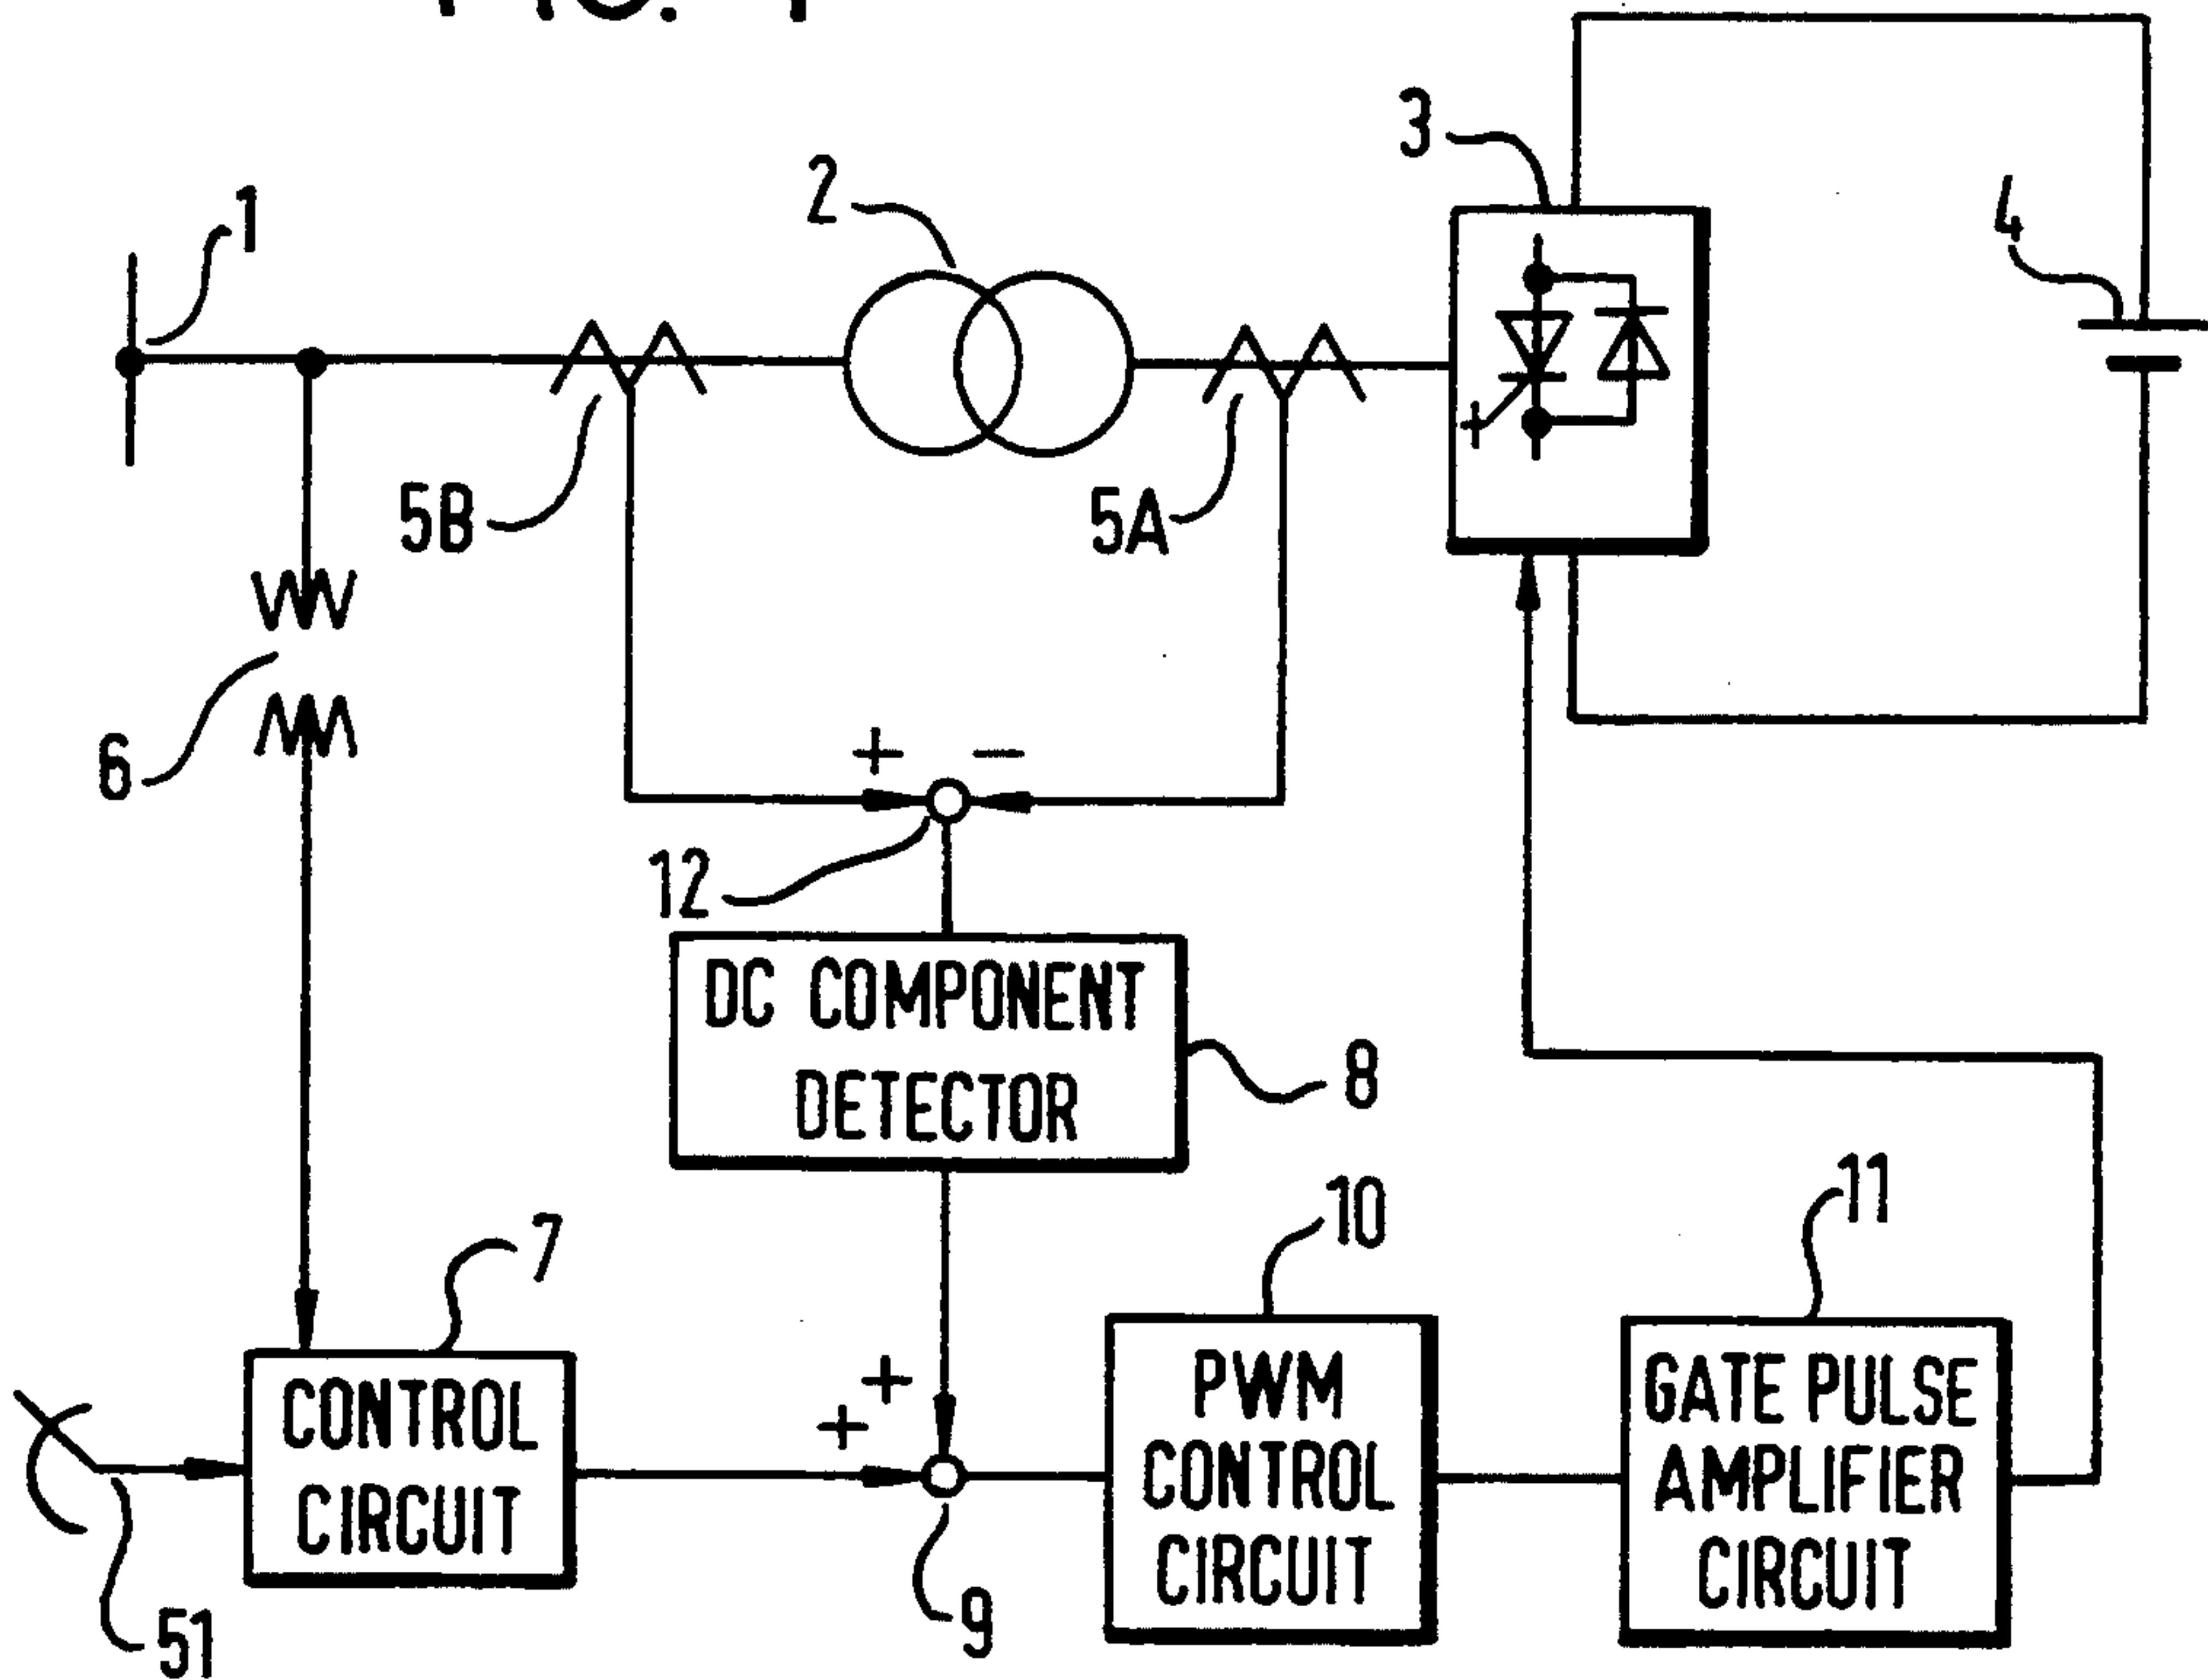 3
2
4
1
5B
5A
6
+ −
12
DC COMPONENT
DETECTOR
8
7
10
11
+
+
+
CONTROL
CIRCUIT
PWM
CONTROL
CIRCUIT
GATE PULSE
AMPLIFIER
CIRCUIT
9
51